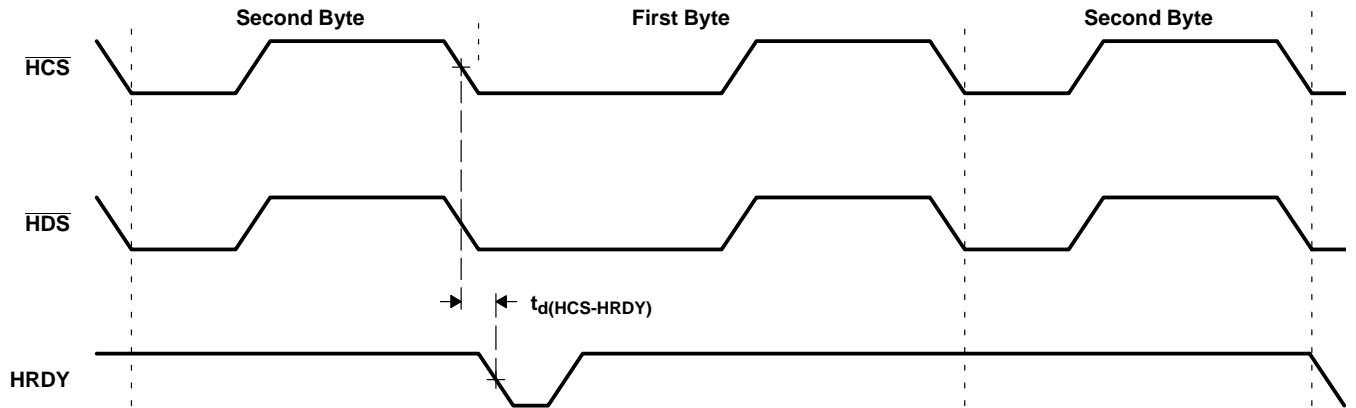 Second Byte First Byte Second Byte
HCS
HDS
td(HCS-HRDY)
HRDY